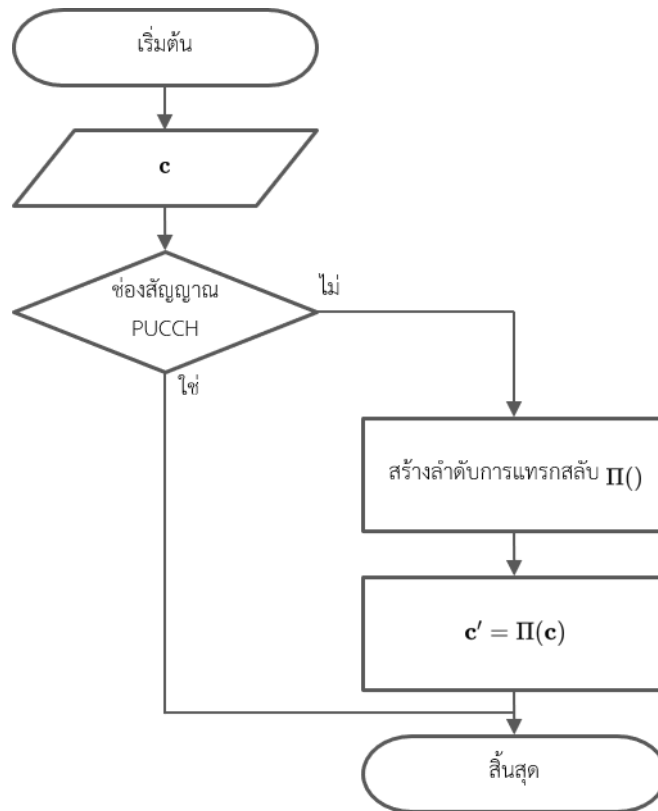 เริ่มต้น
c
ช่องสัญญาณ
PUCCH
ไม่
ใช่
สร้างลำดับการแทรกสลับ Π()
c′ = Π(c)
สิ้นสุด